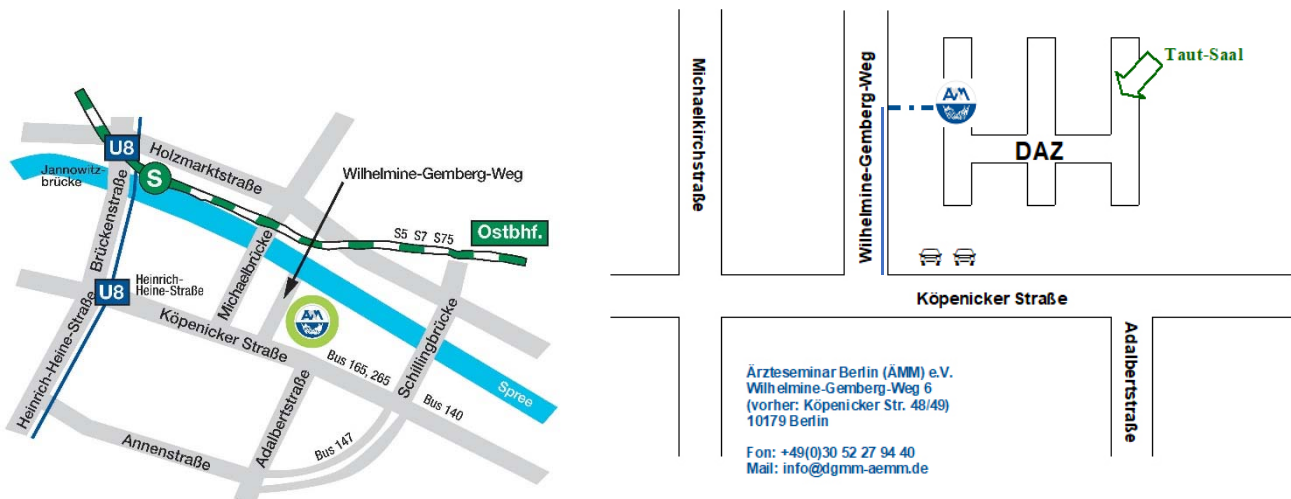 U8
Holzmarktstraße
Jannowitz-
brücke
S
Wilhelmine-Gemberg-Weg
Brückenstraße
S5 S7 S75
Ostbhf.
Michaelbrücke
U8
Heinrich-
Heine-Straße
Köpenicker Straße
ÄMM
Heinrich-Heine-Straße
Bus 165, 265
Schillingbrücke
Spree
Bus 140
Adalbertstraße
Bus 147
Annenstraße
Michaelkirchstraße
Wilhelmine-Gemberg-Weg
Taut-Saal
ÄMM
DAZ
Köpenicker Straße
Adalbertstraße
Ärzteseminar Berlin (ÄMM) e.V.
Wilhelmine-Gemberg-Weg 6
(vorher: Köpenicker Str. 48/49)
10179 Berlin
Fon: +49(0)30 52 27 94 40
Mail: info@dgmm-aemm.de